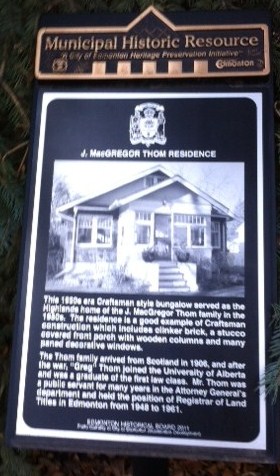 Municipal Historic Resource
A City of Edmonton Heritage Preservation Initiative
Edmonton
J. MacGREGOR THOM RESIDENCE
This 1920s era Craftsman style bungalow served as the
Highlands home of the J. MacGregor Thom family in the
1930s. The residence is a good example of Craftsman
construction which includes clinker brick, a stucco
covered front porch with wooden columns and many
paned decorative windows.
The Thom family arrived from Scotland in 1906, and after
the war, "Greg" Thom joined the University of Alberta
and was a graduate of the first law class. Mr. Thom was
a public servant for many years in the Attorney General's
department and held the position of Registrar of Land
Titles in Edmonton from 1948 to 1961.
EDMONTON HISTORICAL BOARD 2011